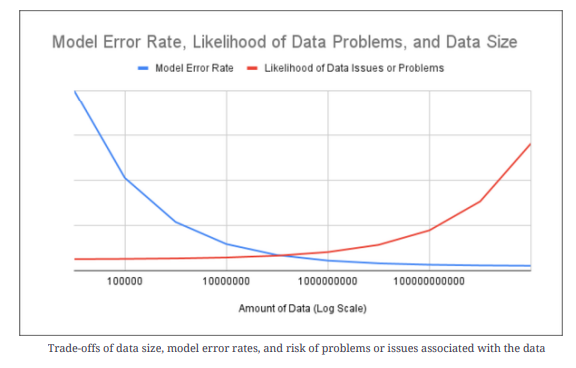 Model Error Rate, Likelihood of Data Problems, and Data Size
Model Error Rate Likelihood of Data Issues or Problems
100000 10000000 1000000000 100000000000
Amount of Data (Log Scale)
Trade-offs of data size, model error rates, and risk of problems or issues associated with the data